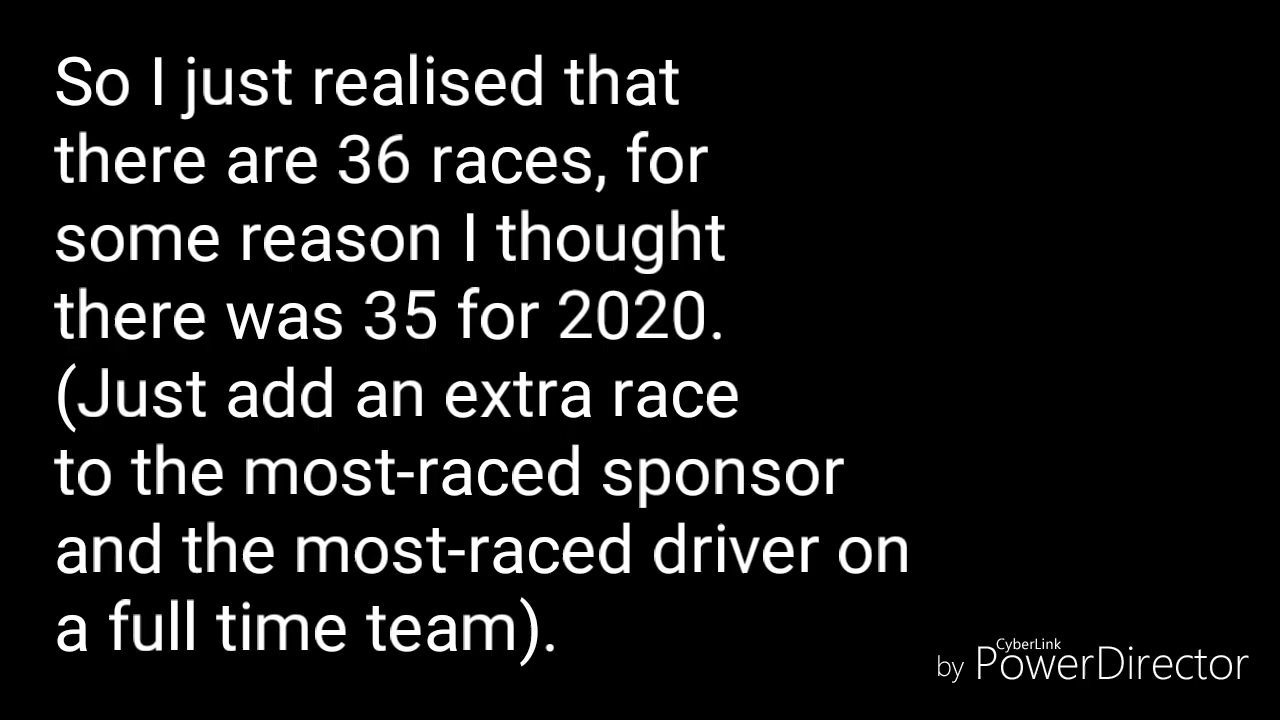 So I just realised that
there are 36 races, for
some reason I thought
there was 35 for 2020.
(Just add an extra race
to the most-raced sponsor
and the most-raced driver on
a full time team).
CyberLink
by PowerDirector